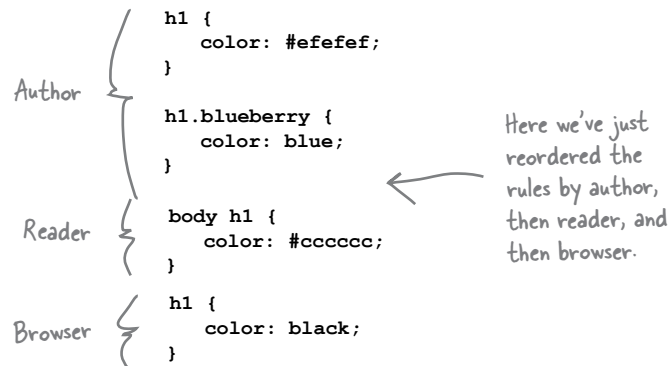 h1 {
color: #efefef;
}
Author
h1.blueberry {
color: blue;
}
Here we've just
reordered the
rules by author,
then reader, and
then browser.
Reader
body h1 {
color: #cccccc;
}
Browser
h1 {
color: black;
}